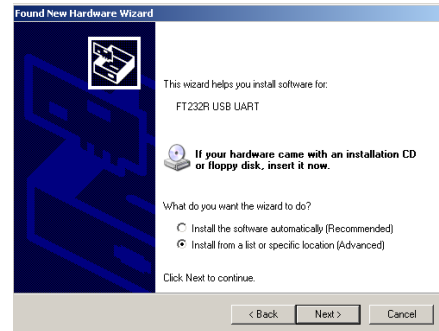 Found New Hardware Wizard
This wizard helps you install software for:
FT232R USB UART
If your hardware came with an installation CD
or floppy disk, insert it now.
What do you want the wizard to do?
Install the software automatically (Recommended)
Install from a list or specific location (Advanced)
Click Next to continue.
< Back
Next >
Cancel